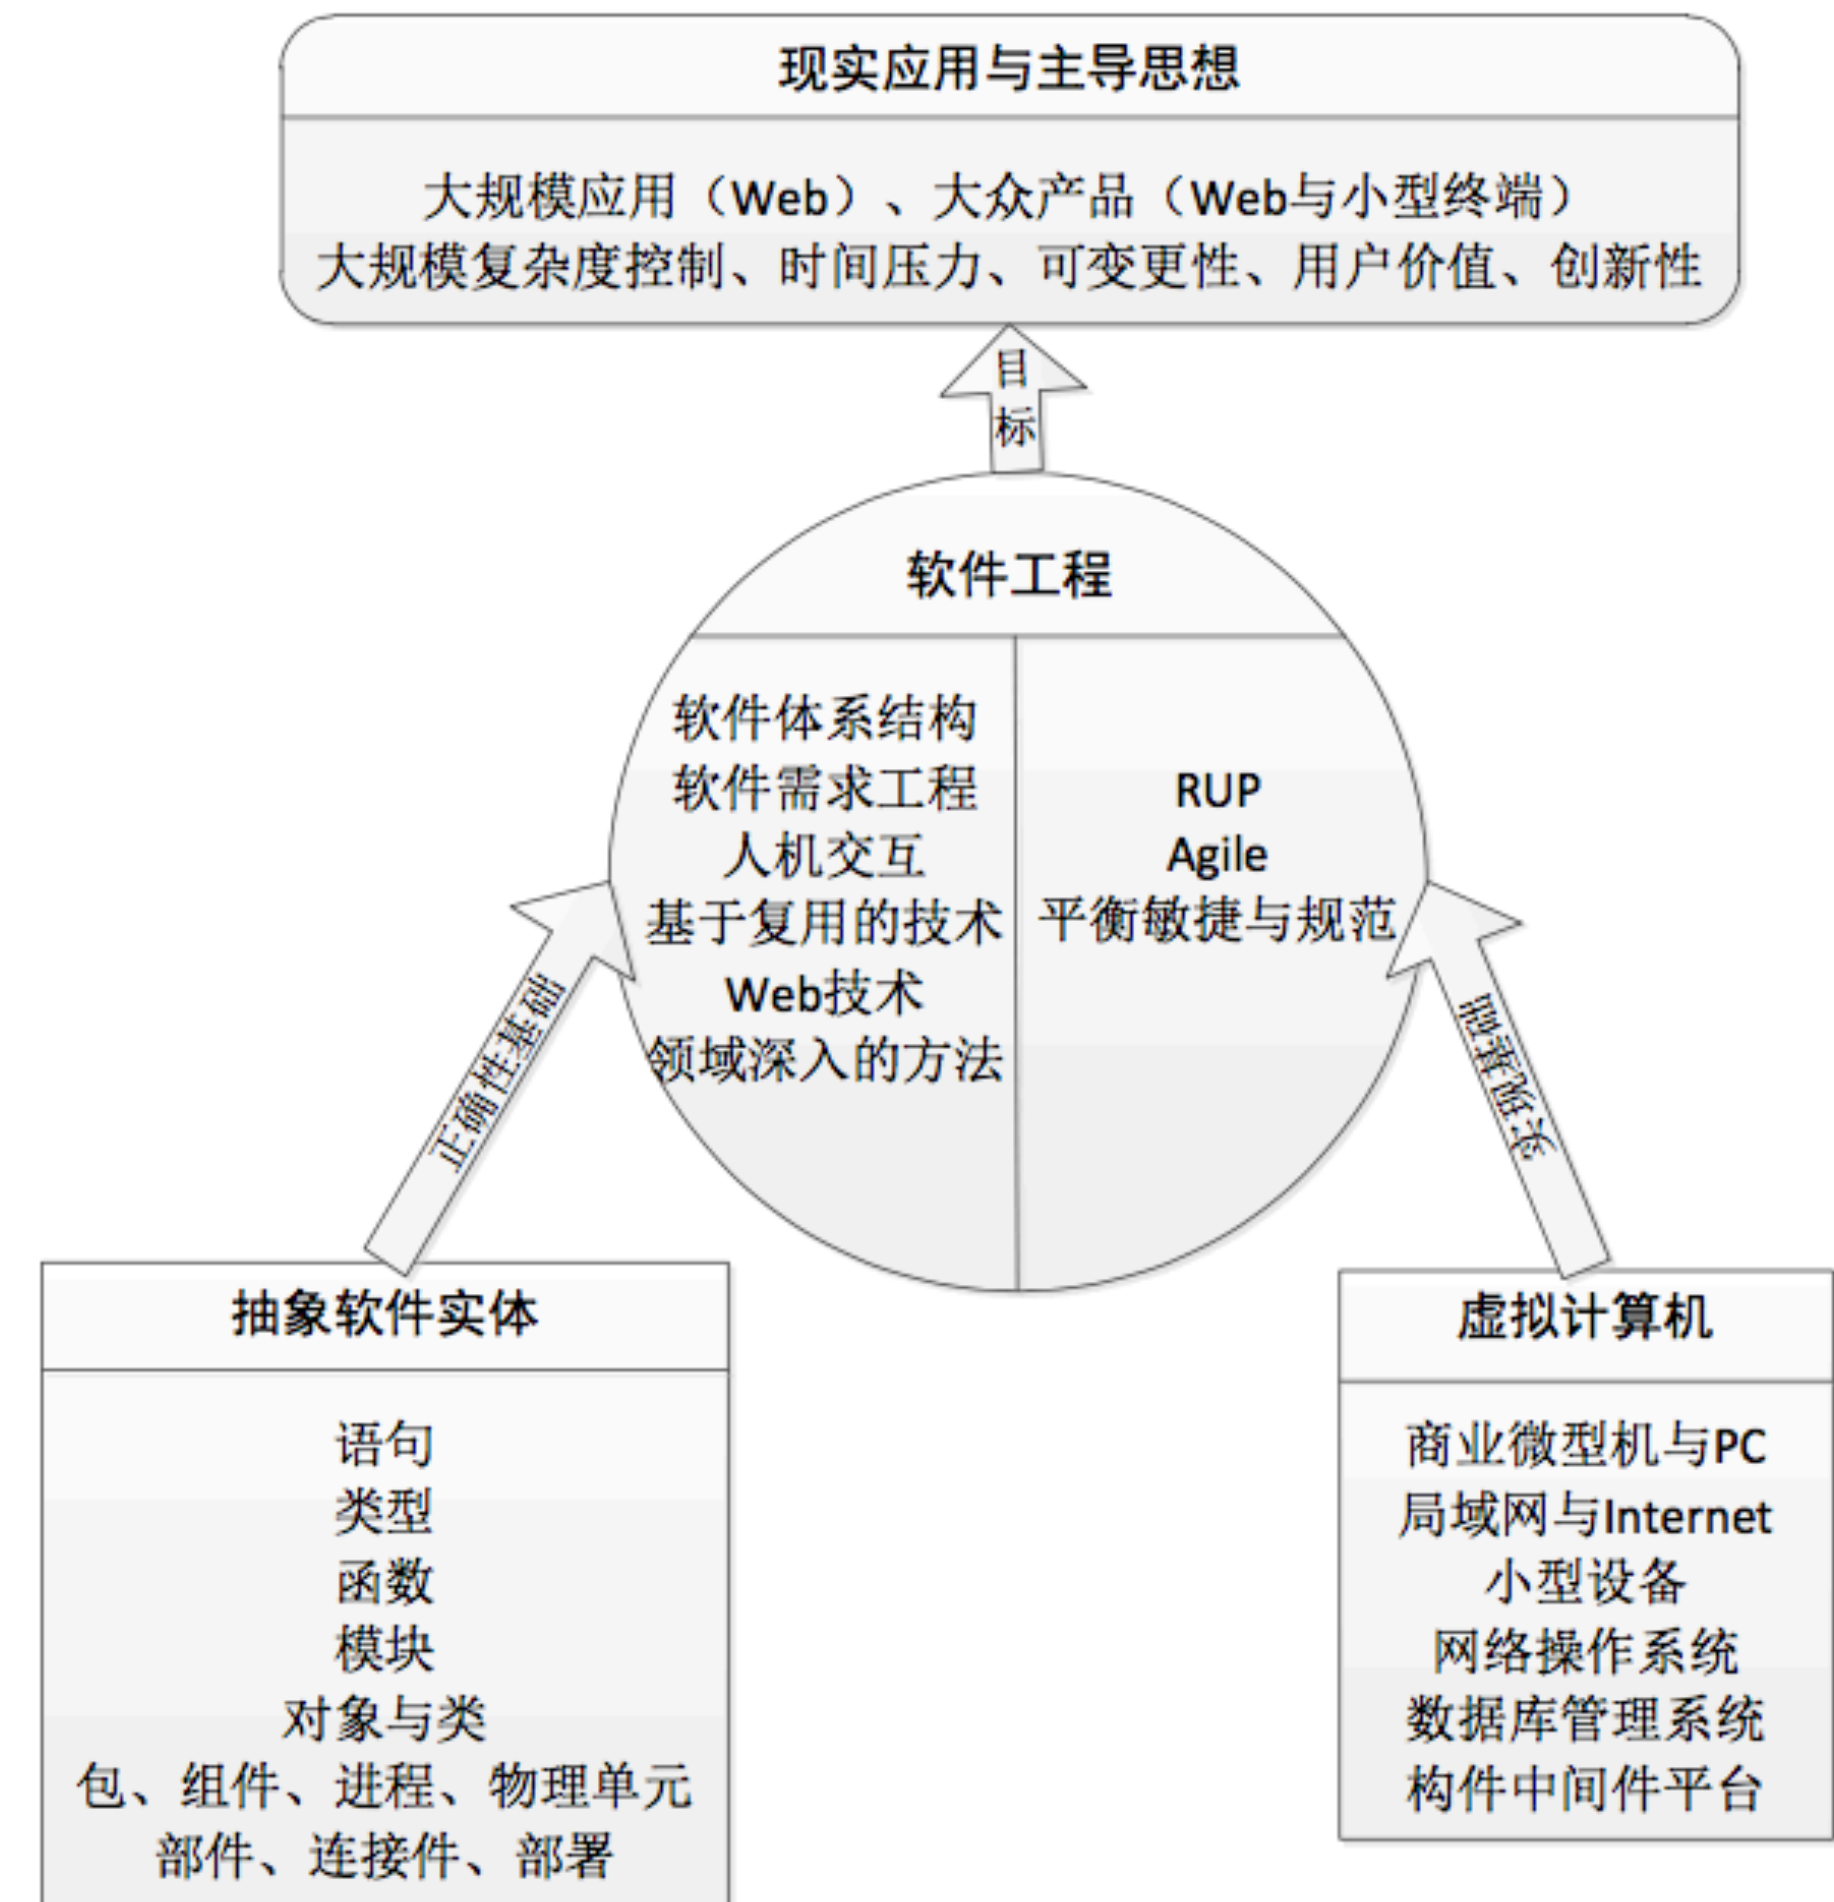 现实应用与主导思想
大规模应用（Web）、大众产品（Web与小型终端）
大规模复杂度控制、时间压力、可变更性、用户价值、创新性
目
标
软件工程
软件体系结构
软件需求工程
人机交互
基于复用的技术
Web技术
领域深入的方法
RUP
Agile
平衡敏捷与规范
正确性基础
实现基础
抽象软件实体
语句
类型
函数
模块
对象与类
包、组件、进程、物理单元
部件、连接件、部署
虚拟计算机
商业微型机与PC
局域网与Internet
小型设备
网络操作系统
数据库管理系统
构件中间件平台